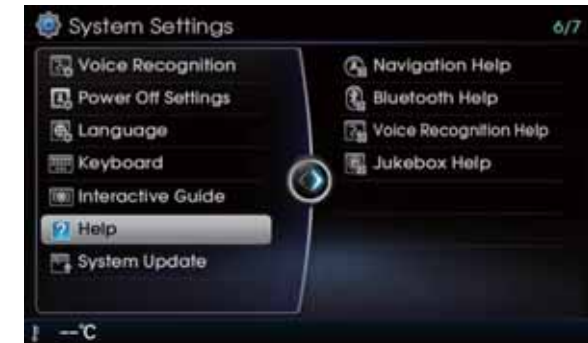 System Settings 6/7
Voice Recognition
Power Off Settings
Language
Keyboard
Interactive Guide
Help
System Update
Navigation Help
Bluetooth Help
Voice Recognition Help
Jukebox Help
--°C